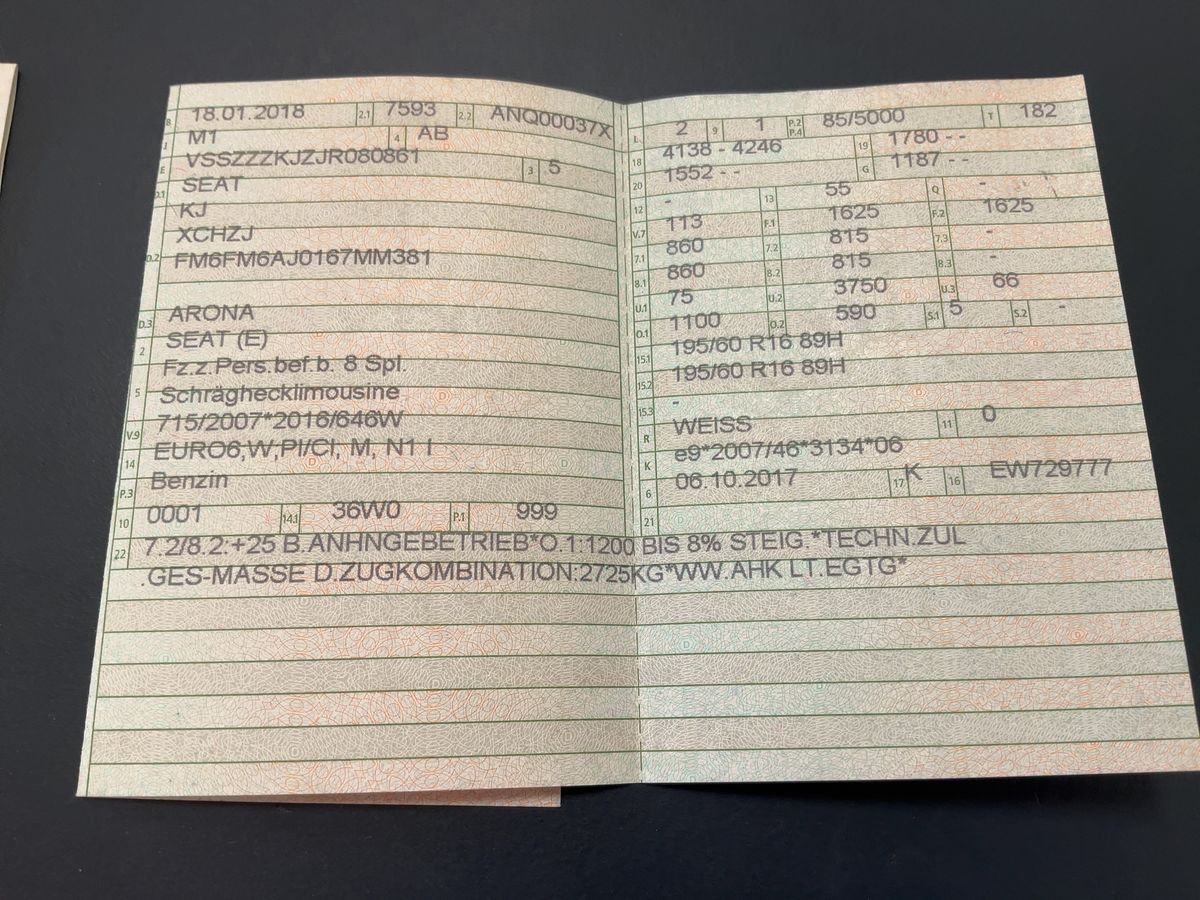 B 18.01.2018 2.1 7593 2.2 ANQ00037X
J M1 4 AB
E VSSZZZKJZJR080861 3 5
D.1 SEAT
KJ
XCHZJ
D.2 FM6FM6AJ0167MM381
D.3 ARONA
2 SEAT (E)
Fz.z.Pers.bef.b. 8 Spl.
5 Schrägheckllmousine
V.9 715/2007*2016/646W
14 EURO6,W,PI/CI, M, N1 I
P.3 Benzin
10 0001 14.1 36W0 P.1 999
L 2 9 1 P.2 P.4 85/5000 T 182
18 4138 - 4246 19 1780 - -
20 1552 - - G 1187 - -
12 - 13 55 Q -
V.7 113 F.1 1625 F.2 1625
7.1 860 7.2 815 7.3 -
8.1 860 8.2 815 8.3 -
U.1 75 U.2 3750 U.3 66
O.1 1100 O.2 590 S.1 5 S.2 -
15.1 195/60 R16 89H
15.2 195/60 R16 89H
15.3 -
R WEISS 11 0
K e9*2007/46*3134*06
6 06.10.2017 17 K 16 EW729777
21
22 7.2/8.2:+25 B.ANHNGEBETRIEB*O.1:1200 BIS 8% STEIG.*TECHN.ZUL
.GES-MASSE D.ZUGKOMBINATION:2725KG*WW.AHK LT.EGTG*